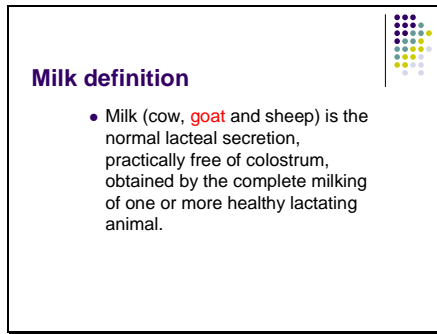 Milk definition
● Milk (cow, goat and sheep) is the
normal lacteal secretion,
practically free of colostrum,
obtained by the complete milking
of one or more healthy lactating
animal.